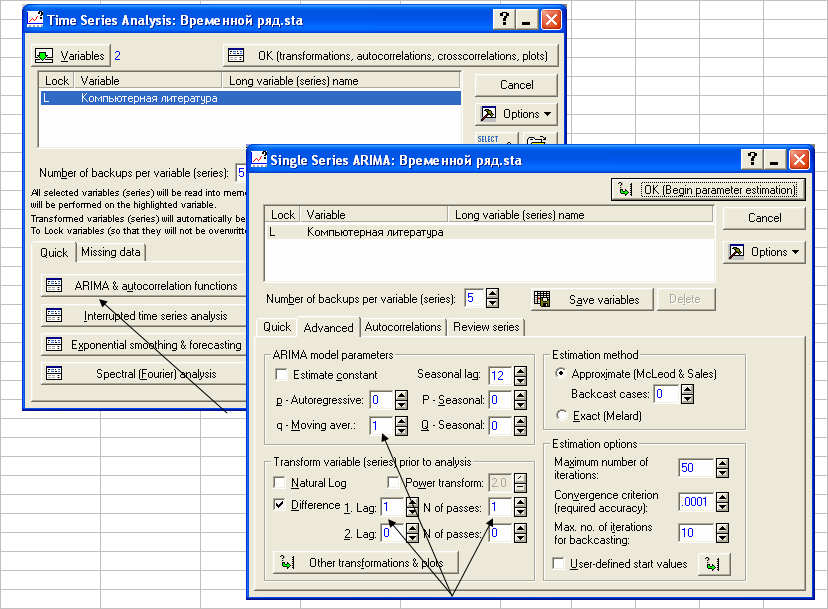 Time Series Analysis: Временной ряд.sta
Variables 2
OK (transformations, autocorrelations, crosscorrelations, plots)
Lock Variable Long variable (series) name
L Компьютерная литература
Cancel
Options
SELECT
Number of backups per variable (series): 5
All selected variables (series) will be read into
will be performed on the highlighted variable.
Transformed variables (series) will automatically be
To Lock variables (so that they will not be
Quick Missing data
ARIMA & autocorrelation functions
Interrupted time series analysis
Exponential smoothing & forecasting
Spectral (Fourier) analysis
Single Series ARIMA: Временной ряд.sta
OK (Begin parameter estimation)
Lock Variable Long variable (series) name
L Компьютерная литература
Cancel
Options
Number of backups per variable (series): 5
Save variables
Delete
Quick Advanced Autocorrelations Review series
ARIMA model parameters
Estimate constant
Seasonal lag: 12
p - Autoregressive: 0
P - Seasonal: 0
q - Moving aver.: 1
Q - Seasonal: 0
Transform variable (series) prior to analysis
Natural Log
Power transform: 2.0
Difference 1. Lag: 1 N of passes: 1
2. Lag: 0 N of passes: 0
Other transformations & plots
Estimation method
Approximate (McLeod & Sales)
Backcast cases: 0
Exact (Melard)
Estimation options
Maximum number of
iterations: 50
Convergence criterion
(required accuracy): .0001
Max. no. of iterations
for backcasting: 10
User-defined start values